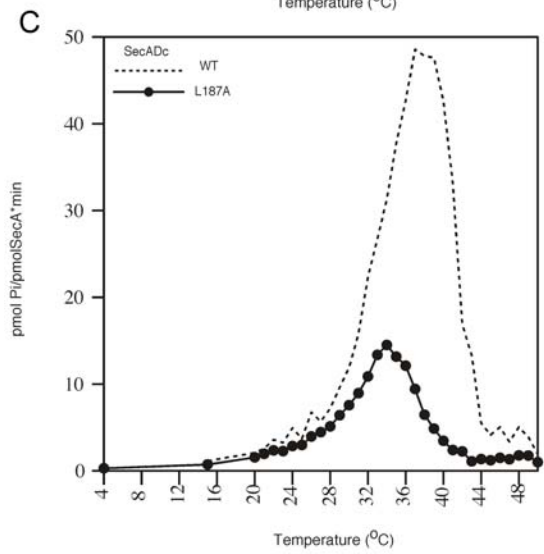 Temperature (°C)
C
50
SecADc
WT
L187A
40
30
20
10
0
pmol Pi/pmolSecA*min
4 8 12 16 20 24 28 32 36 40 44 48
Temperature (⁰C)